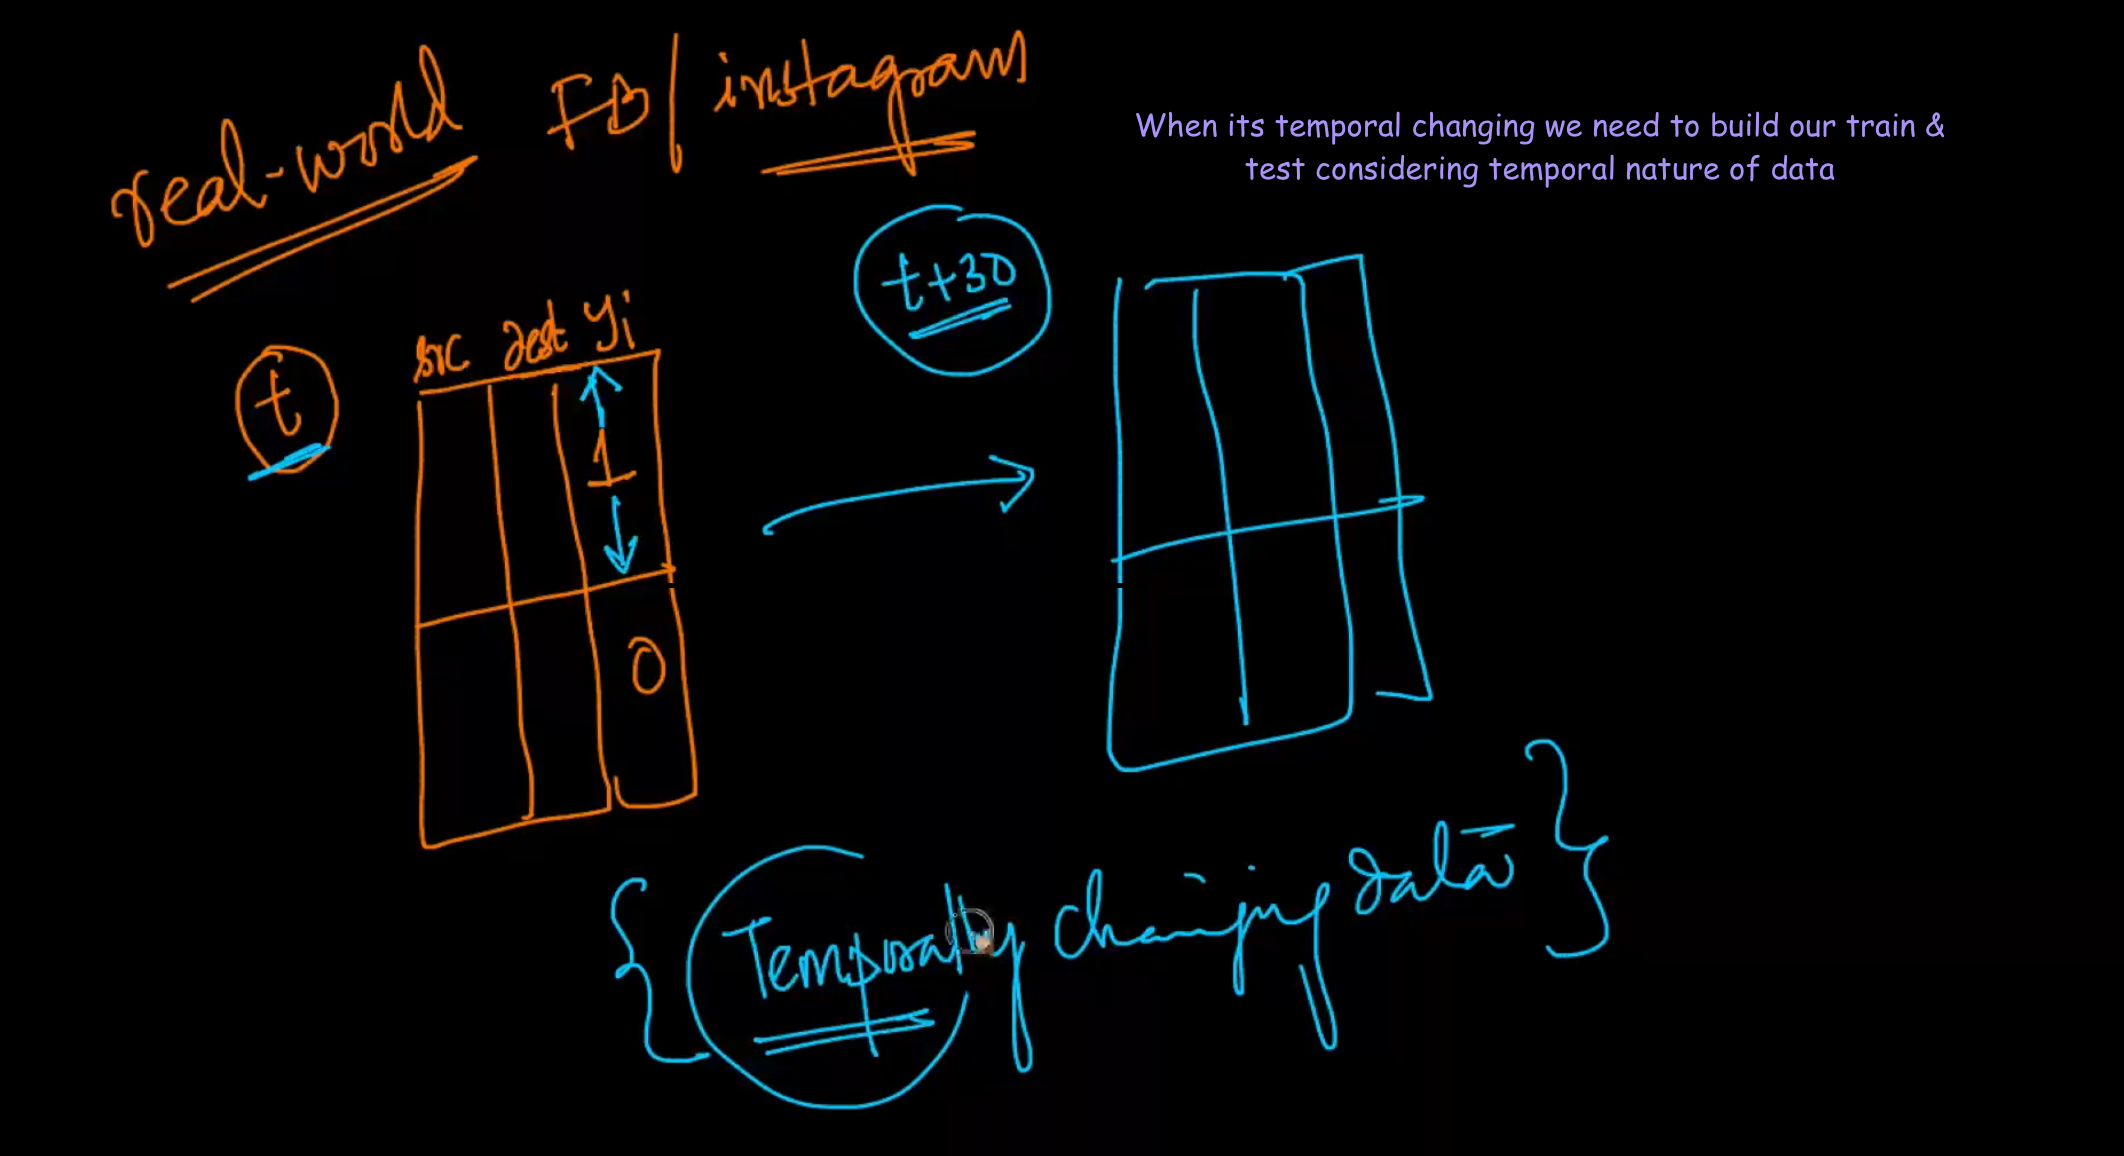 real-world FB/instagram
When its temporal changing we need to build our train &
test considering temporal nature of data
t+30
src dest yi
t
1
0
{Temporally changing data}